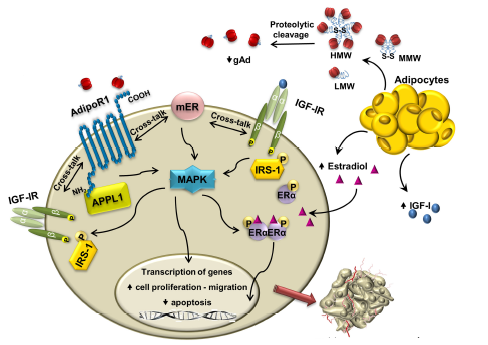 Proteolytic
cleavage
S-S
HMW
S-S MMW
LMW
gAd
Adipocytes
AdipoR1
COOH
mER
IGF-IR
Cross-talk
Cross-talk
Cross-talk
β β
P P
P
IRS-1
Estradiol
NH2
APPL1
MAPK
P
ERα
IGF-I
IGF-IR
β
β
P
P
P
IRS-1
P P
ERα ERα
Transcription of genes
cell proliferation - migration
apoptosis